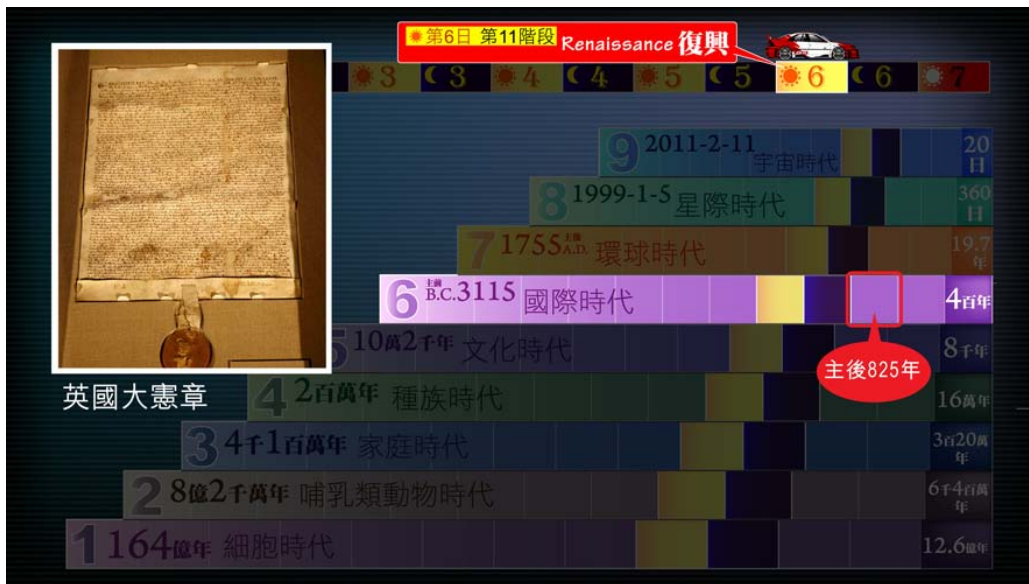 第6日 第11階段 Renaissance 復興
3 3 4 4 5 5 6 6 7
9 2011-2-11 宇宙時代 20日
8 1999-1-5 星際時代 360日
7 1755 主後 A.D. 環球時代 19.7年
6 主前 B.C.3115 國際時代 4百年
主後825年
5 10萬2千年 文化時代 8千年
英國大憲章
4 2百萬年 種族時代 16萬年
3 4千1百萬年 家庭時代 3百20萬年
2 8億2千萬年 哺乳類動物時代 6千4百萬年
1 164億年 細胞時代 12.6億年